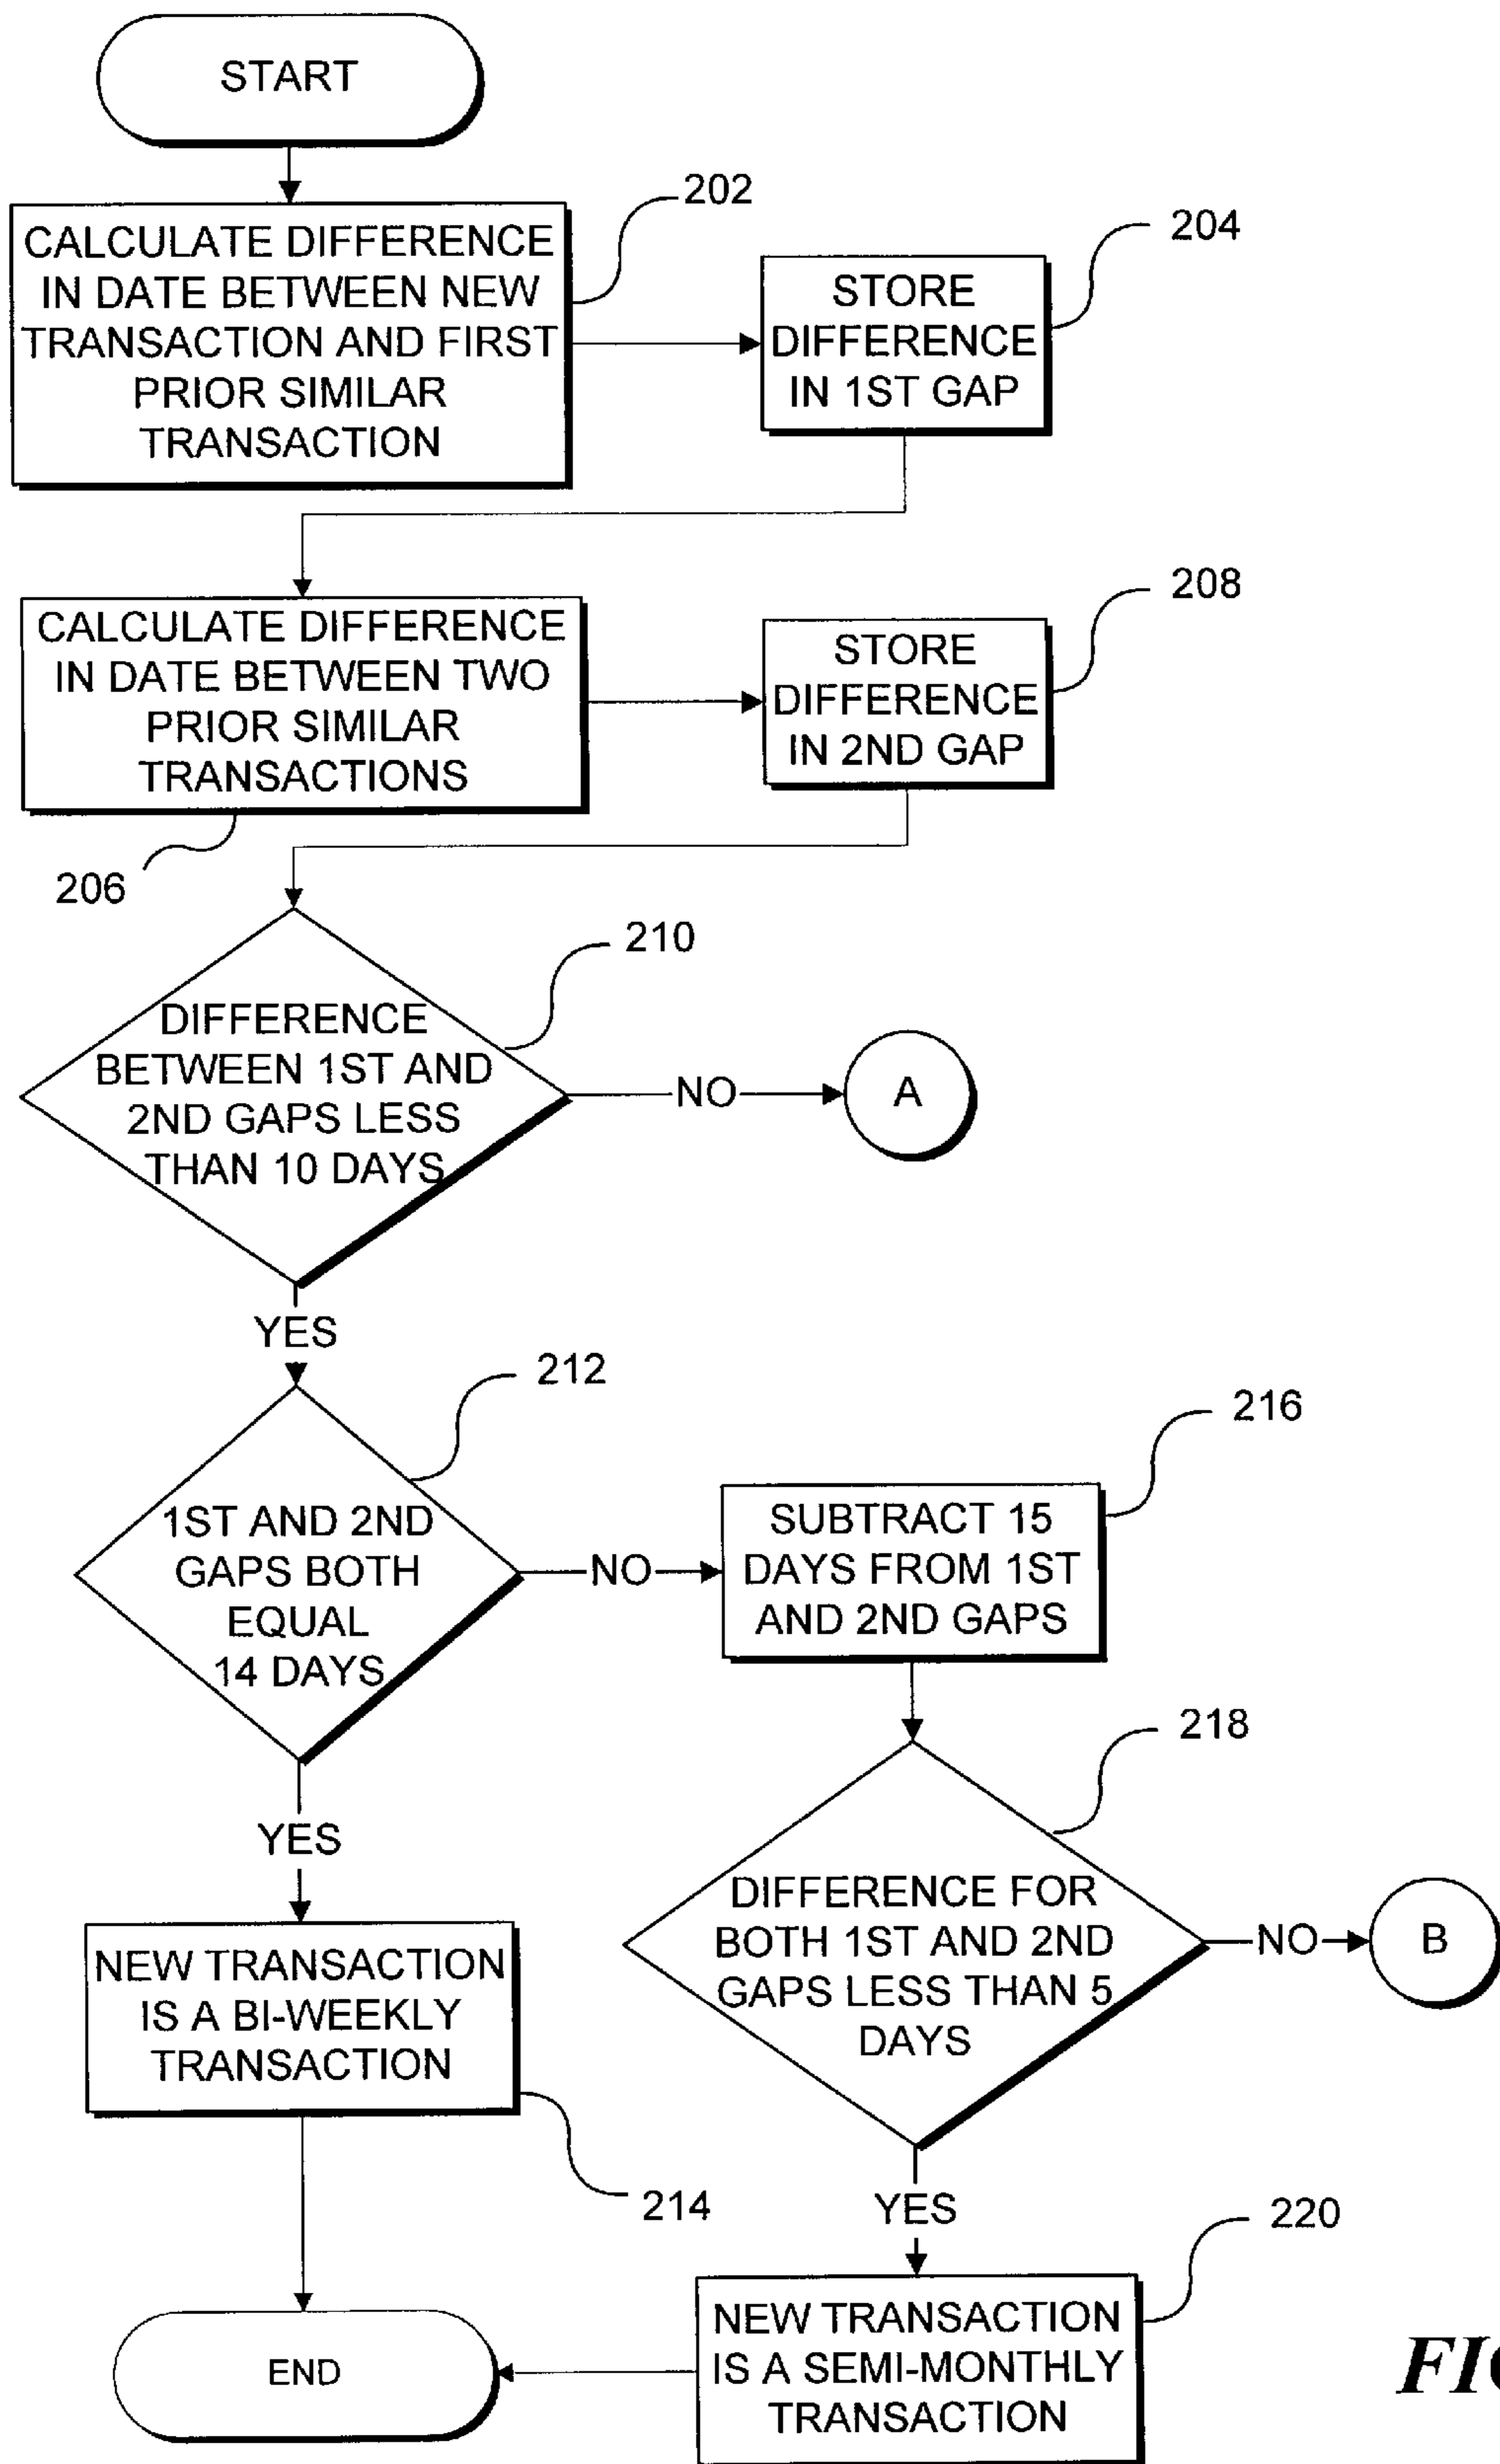 START
202
CALCULATE DIFFERENCE
IN DATE BETWEEN NEW
TRANSACTION AND FIRST
PRIOR SIMILAR
TRANSACTION
204
STORE
DIFFERENCE
IN 1ST GAP
CALCULATE DIFFERENCE
IN DATE BETWEEN TWO
PRIOR SIMILAR
TRANSACTIONS
206
208
STORE
DIFFERENCE
IN 2ND GAP
210
DIFFERENCE
BETWEEN 1ST AND
2ND GAPS LESS
THAN 10 DAYS
NO
A
YES
212
1ST AND 2ND
GAPS BOTH
EQUAL
14 DAYS
NO
216
SUBTRACT 15
DAYS FROM 1ST
AND 2ND GAPS
218
DIFFERENCE FOR
BOTH 1ST AND 2ND
GAPS LESS THAN 5
DAYS
NO
B
YES
NEW TRANSACTION
IS A BI-WEEKLY
TRANSACTION
214
YES
220
NEW TRANSACTION
IS A SEMI-MONTHLY
TRANSACTION
END